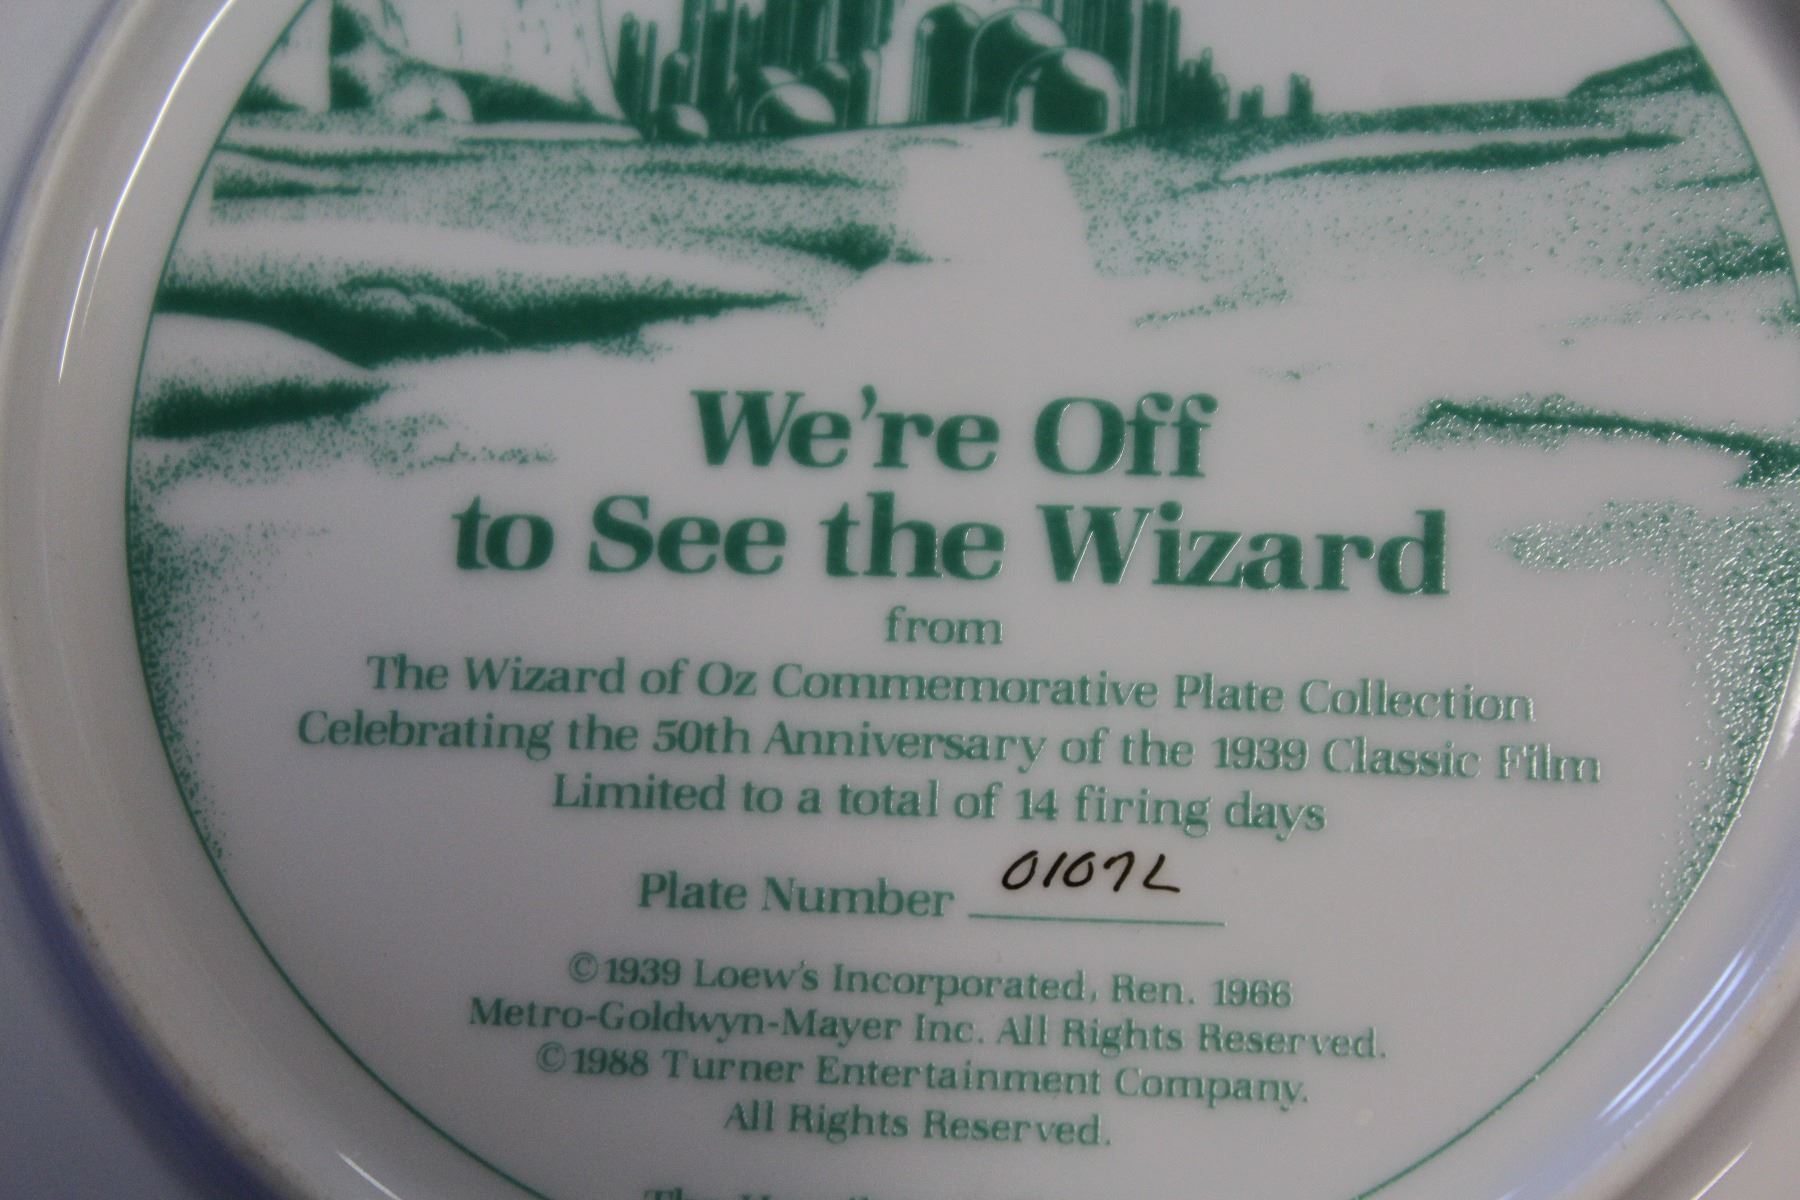 We're Off
to See the Wizard
from
The Wizard of Oz Commemorative Plate Collection
Celebrating the 50th Anniversary of the 1939 Classic Film
Limited to a total of 14 firing days
Plate Number 0107L
©1939 Loew's Incorporated, Ren. 1966
Metro-Goldwyn-Mayer Inc. All Rights Reserved.
©1988 Turner Entertainment Company.
All Rights Reserved.